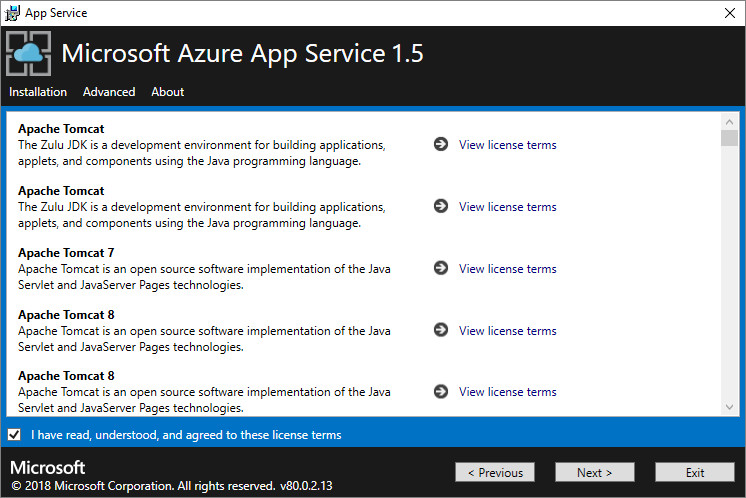 App Service
Microsoft Azure App Service 1.5
Installation Advanced About
Apache Tomcat
The Zulu JDK is a development environment for building applications,
applets, and components using the Java programming language.
View license terms
Apache Tomcat
The Zulu JDK is a development environment for building applications,
applets, and components using the Java programming language.
View license terms
Apache Tomcat 7
Apache Tomcat is an open source software implementation of the Java
Servlet and JavaServer Pages technologies.
View license terms
Apache Tomcat 8
Apache Tomcat is an open source software implementation of the Java
Servlet and JavaServer Pages technologies.
View license terms
Apache Tomcat 8
Apache Tomcat is an open source software implementation of the Java
Servlet and JavaServer Pages technologies.
View license terms
I have read, understood, and agreed to these license terms
Microsoft
© 2018 Microsoft Corporation. All rights reserved. v80.0.2.13
< Previous Next > Exit